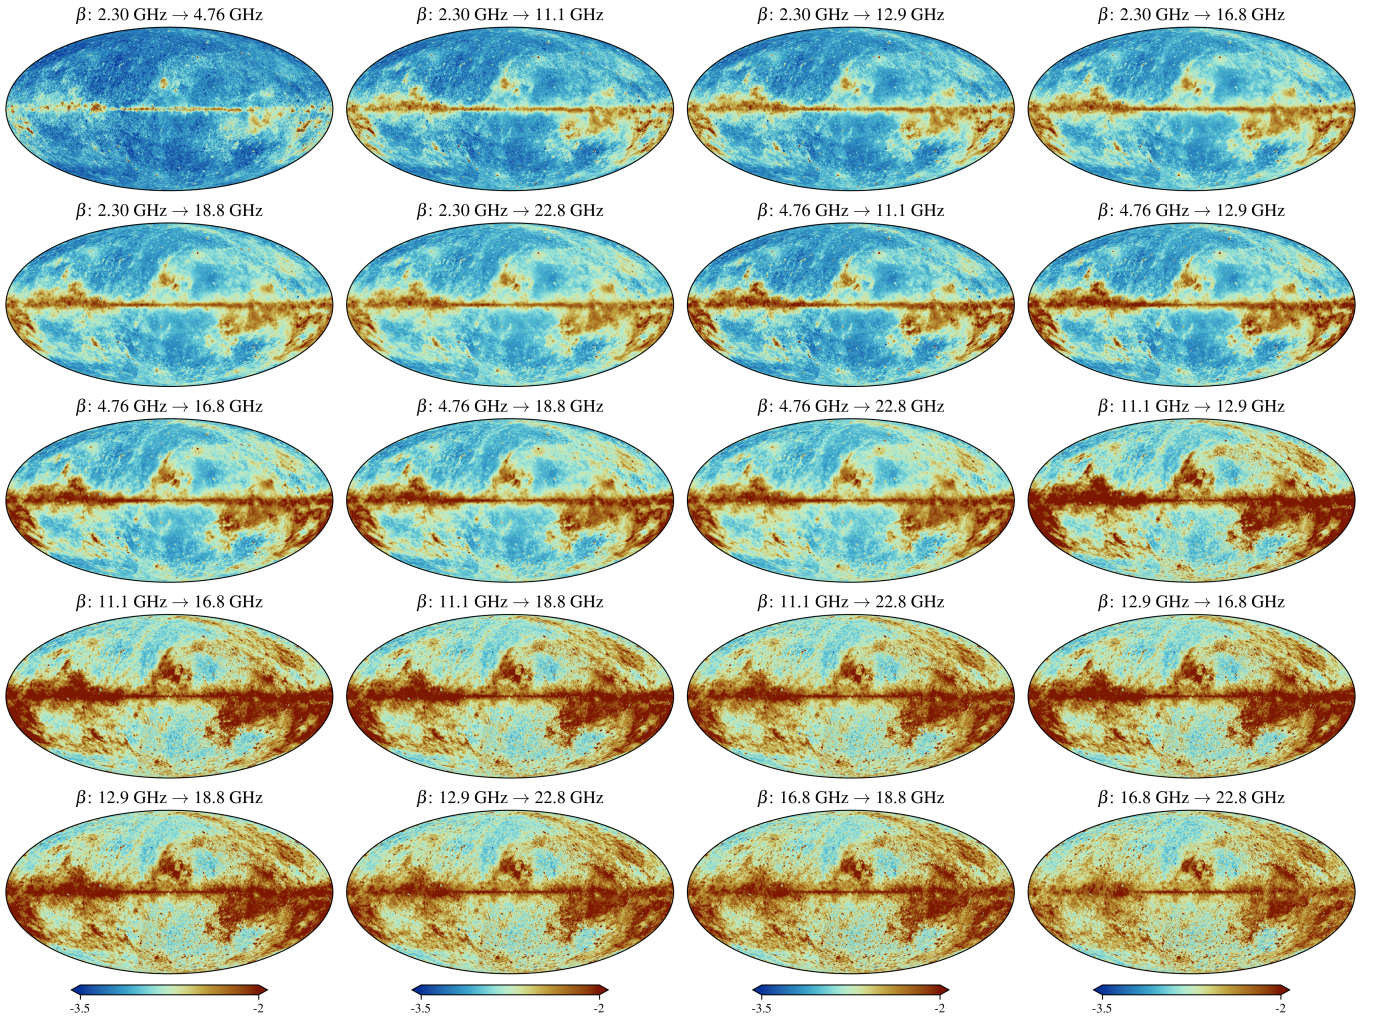 β: 2.30 GHz → 4.76 GHz
β: 2.30 GHz → 11.1 GHz
β: 2.30 GHz → 12.9 GHz
β: 2.30 GHz → 16.8 GHz
β: 2.30 GHz → 18.8 GHz
β: 2.30 GHz → 22.8 GHz
β: 4.76 GHz → 11.1 GHz
β: 4.76 GHz → 12.9 GHz
β: 4.76 GHz → 16.8 GHz
β: 4.76 GHz → 18.8 GHz
β: 4.76 GHz → 22.8 GHz
β: 11.1 GHz → 12.9 GHz
β: 11.1 GHz → 16.8 GHz
β: 11.1 GHz → 18.8 GHz
β: 11.1 GHz → 22.8 GHz
β: 12.9 GHz → 16.8 GHz
β: 12.9 GHz → 18.8 GHz
β: 12.9 GHz → 22.8 GHz
β: 16.8 GHz → 18.8 GHz
β: 16.8 GHz → 22.8 GHz
-3.5 -2
-3.5 -2
-3.5 -2
-3.5 -2